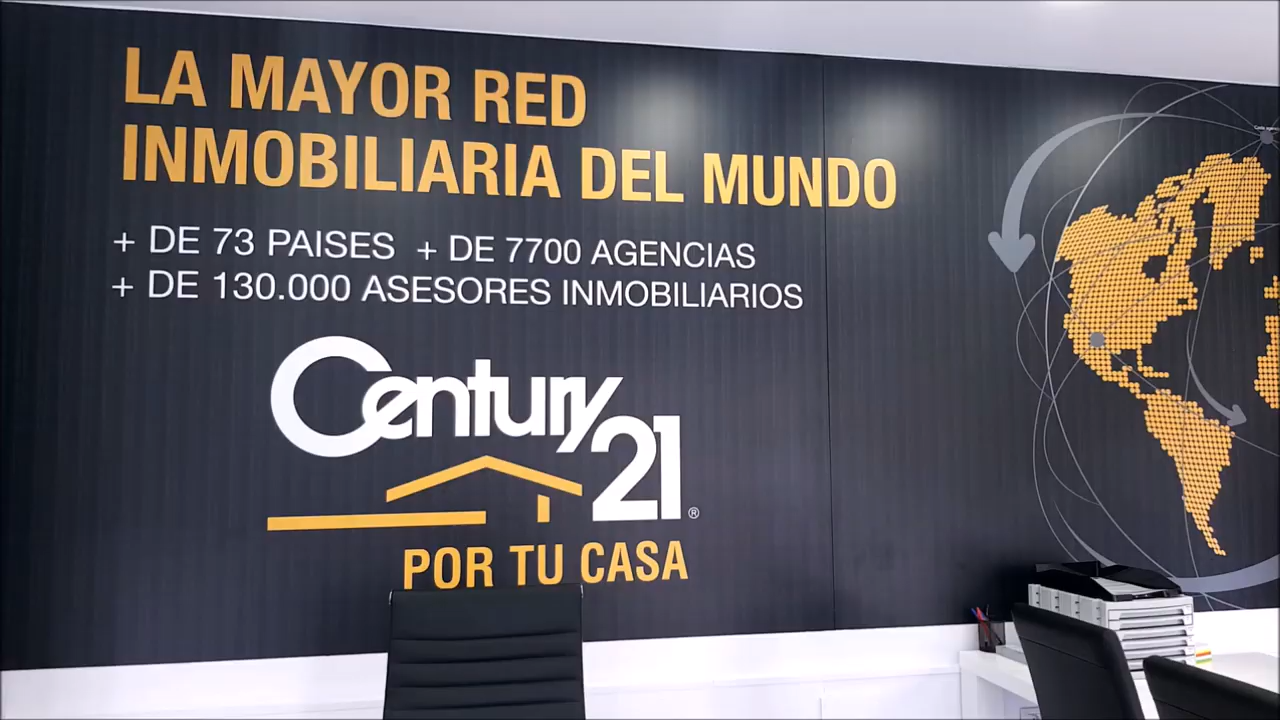 LA MAYOR RED
INMOBILIARIA DEL MUNDO
+ DE 73 PAISES + DE 7700 AGENCIAS
+ DE 130.000 ASESORES INMOBILIARIOS
Century
21®
POR TU CASA